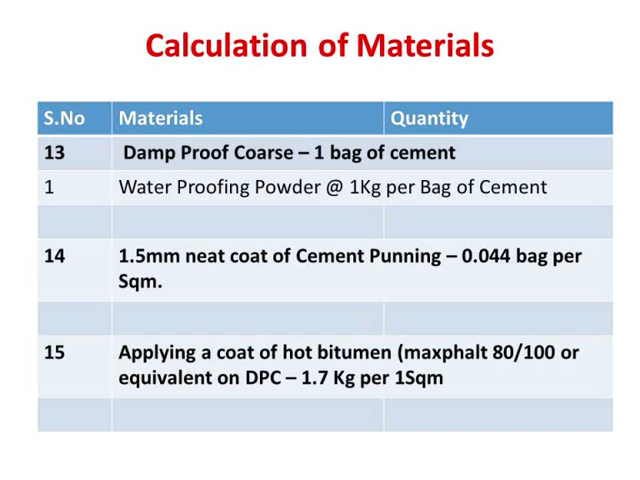 Calculation of Materials
S.No Materials Quantity
13 Damp Proof Coarse – 1 bag of cement
1 Water Proofing Powder @ 1Kg per Bag of Cement
14 1.5mm neat coat of Cement Punning – 0.044 bag per
Sqm.
15 Applying a coat of hot bitumen (maxphalt 80/100 or
equivalent on DPC – 1.7 Kg per 1Sqm